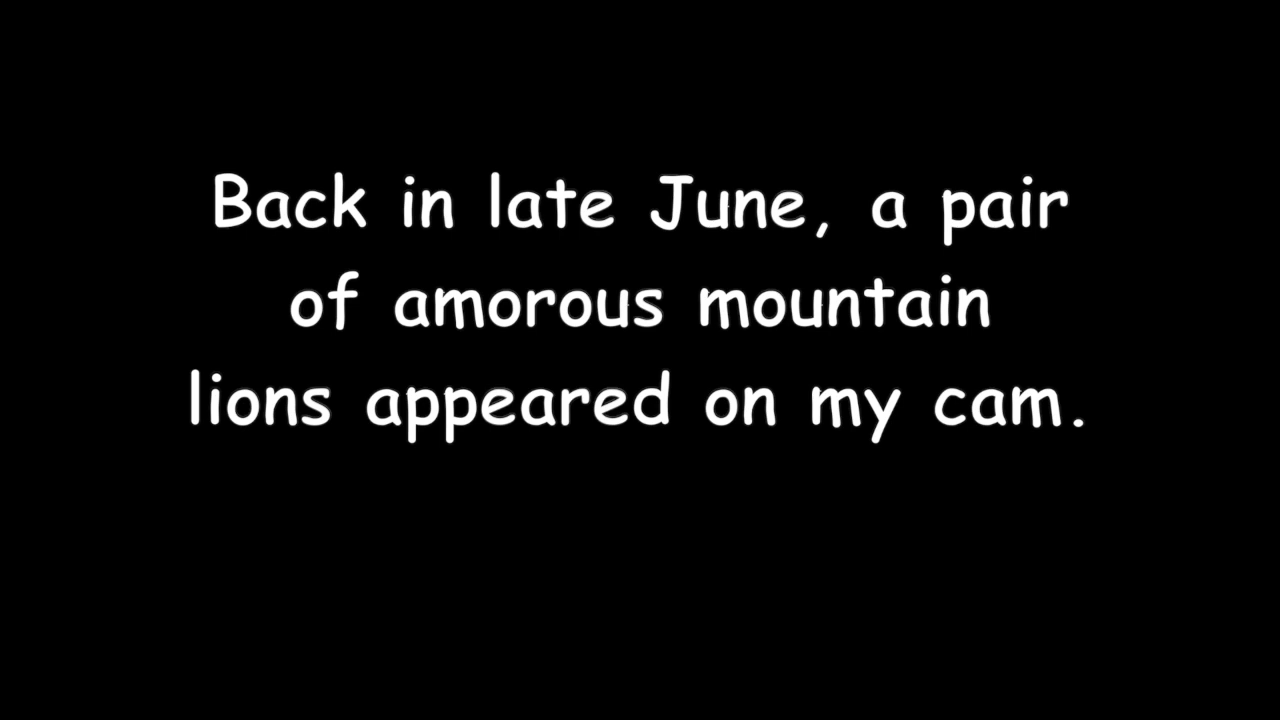 Back in late June, a pair
of amorous mountain
lions appeared on my cam.